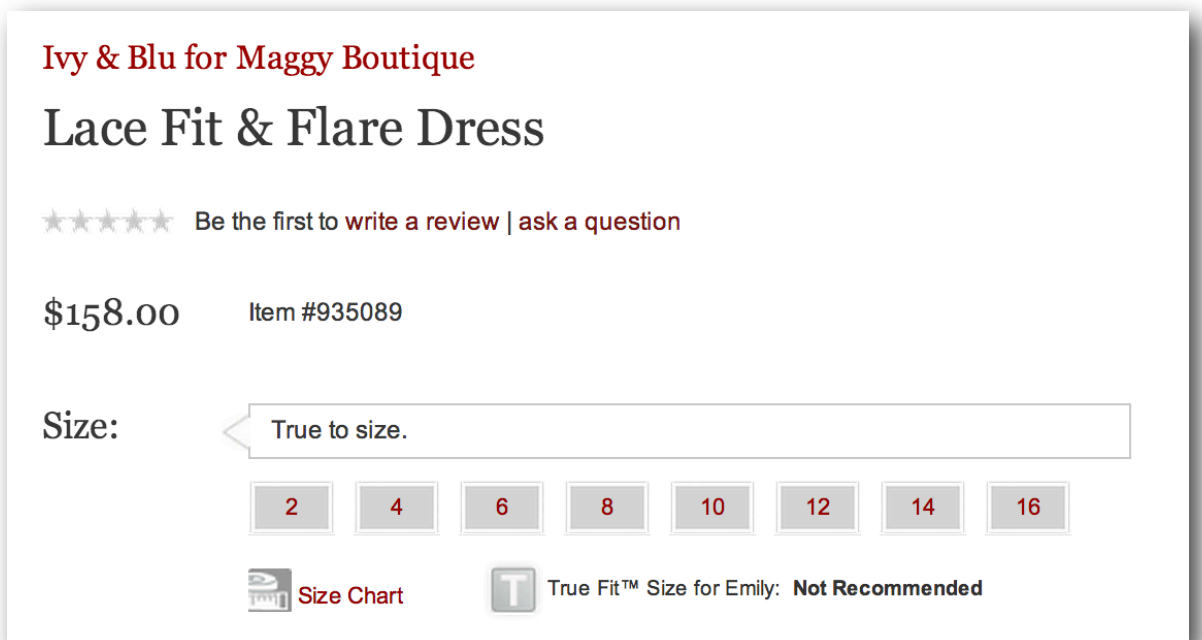 Ivy & Blu for Maggy Boutique
Lace Fit & Flare Dress
Be the first to write a review | ask a question
$158.00 Item #935089
Size: True to size.
2 4 6 8 10 12 14 16
Size Chart T True Fit™ Size for Emily: Not Recommended